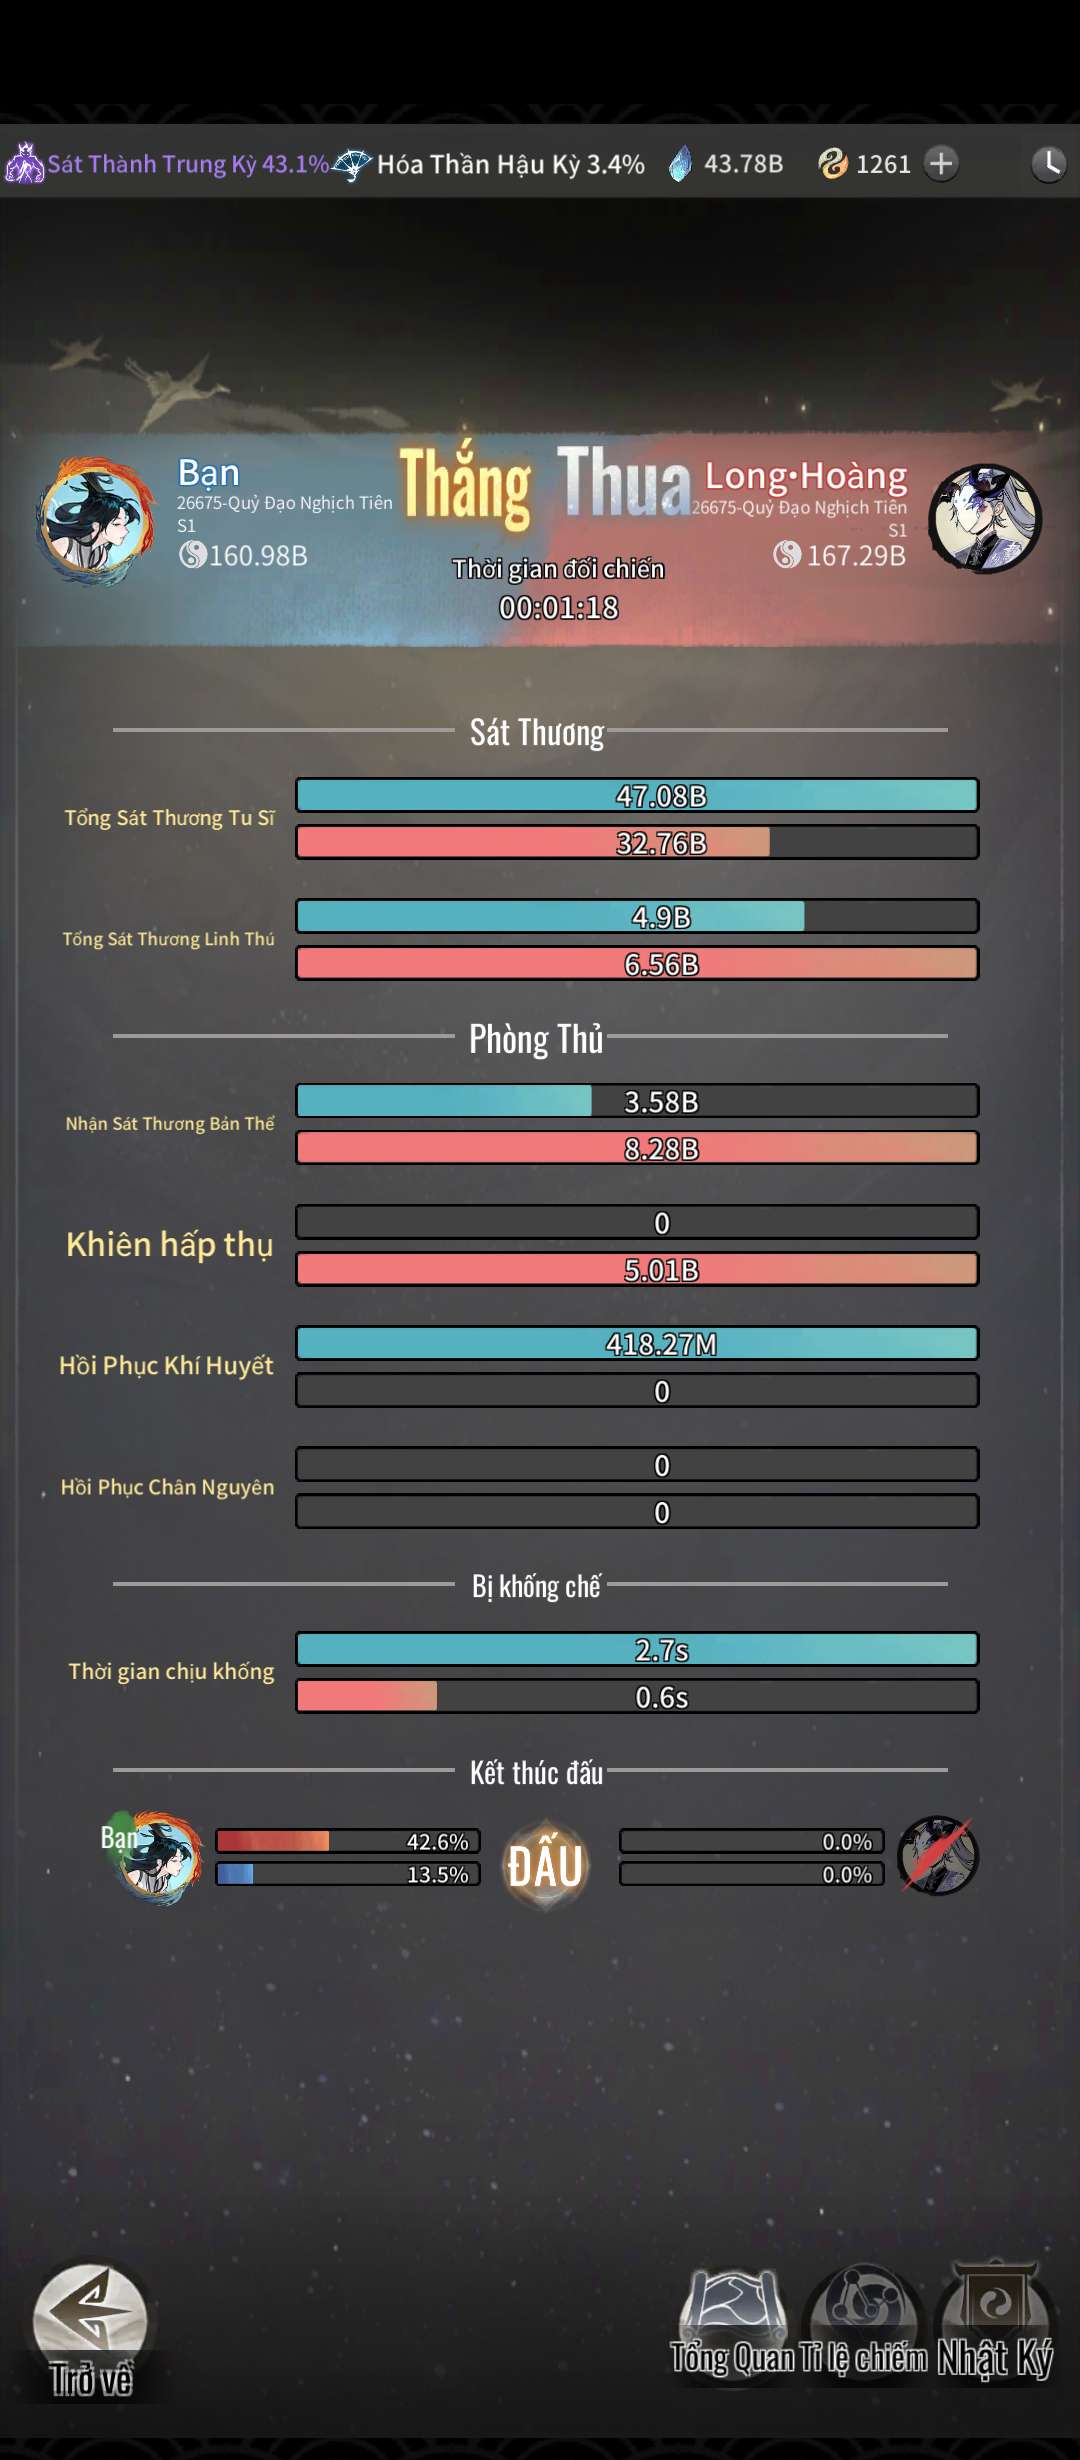 Sát Thành Trung Kỳ 43.1% Hóa Thần Hậu Kỳ 3.4% 43.78B 1261
Bạn Thắng Thua Long•Hoàng
26675-Quỷ Đạo Nghịch Tiên 26675-Quỷ Đạo Nghịch Tiên
S1 S1
160.98B 167.29B
Thời gian đối chiến
00:01:18
Sát Thương
Tổng Sát Thương Tu Sĩ
47.08B
32.76B
Tổng Sát Thương Linh Thú
4.9B
6.56B
Phòng Thủ
Nhận Sát Thương Bản Thể
3.58B
8.28B
Khiên hấp thụ
0
5.01B
Hồi Phục Khí Huyết
418.27M
0
Hồi Phục Chân Nguyên
0
0
Bị khống chế
Thời gian chịu khống
2.7s
0.6s
Kết thúc đấu
Bạn
42.6%
13.5%
ĐẤU
0.0%
0.0%
Trở về
Tổng Quan Tỉ lệ chiếm Nhật Ký